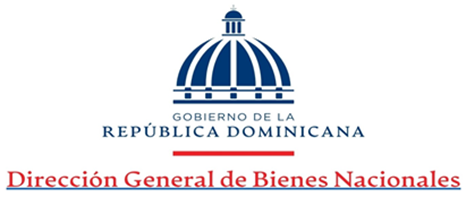 GOBIERNO DE LA
REPÚBLICA DOMINICANA
Dirección General de Bienes Nacionales